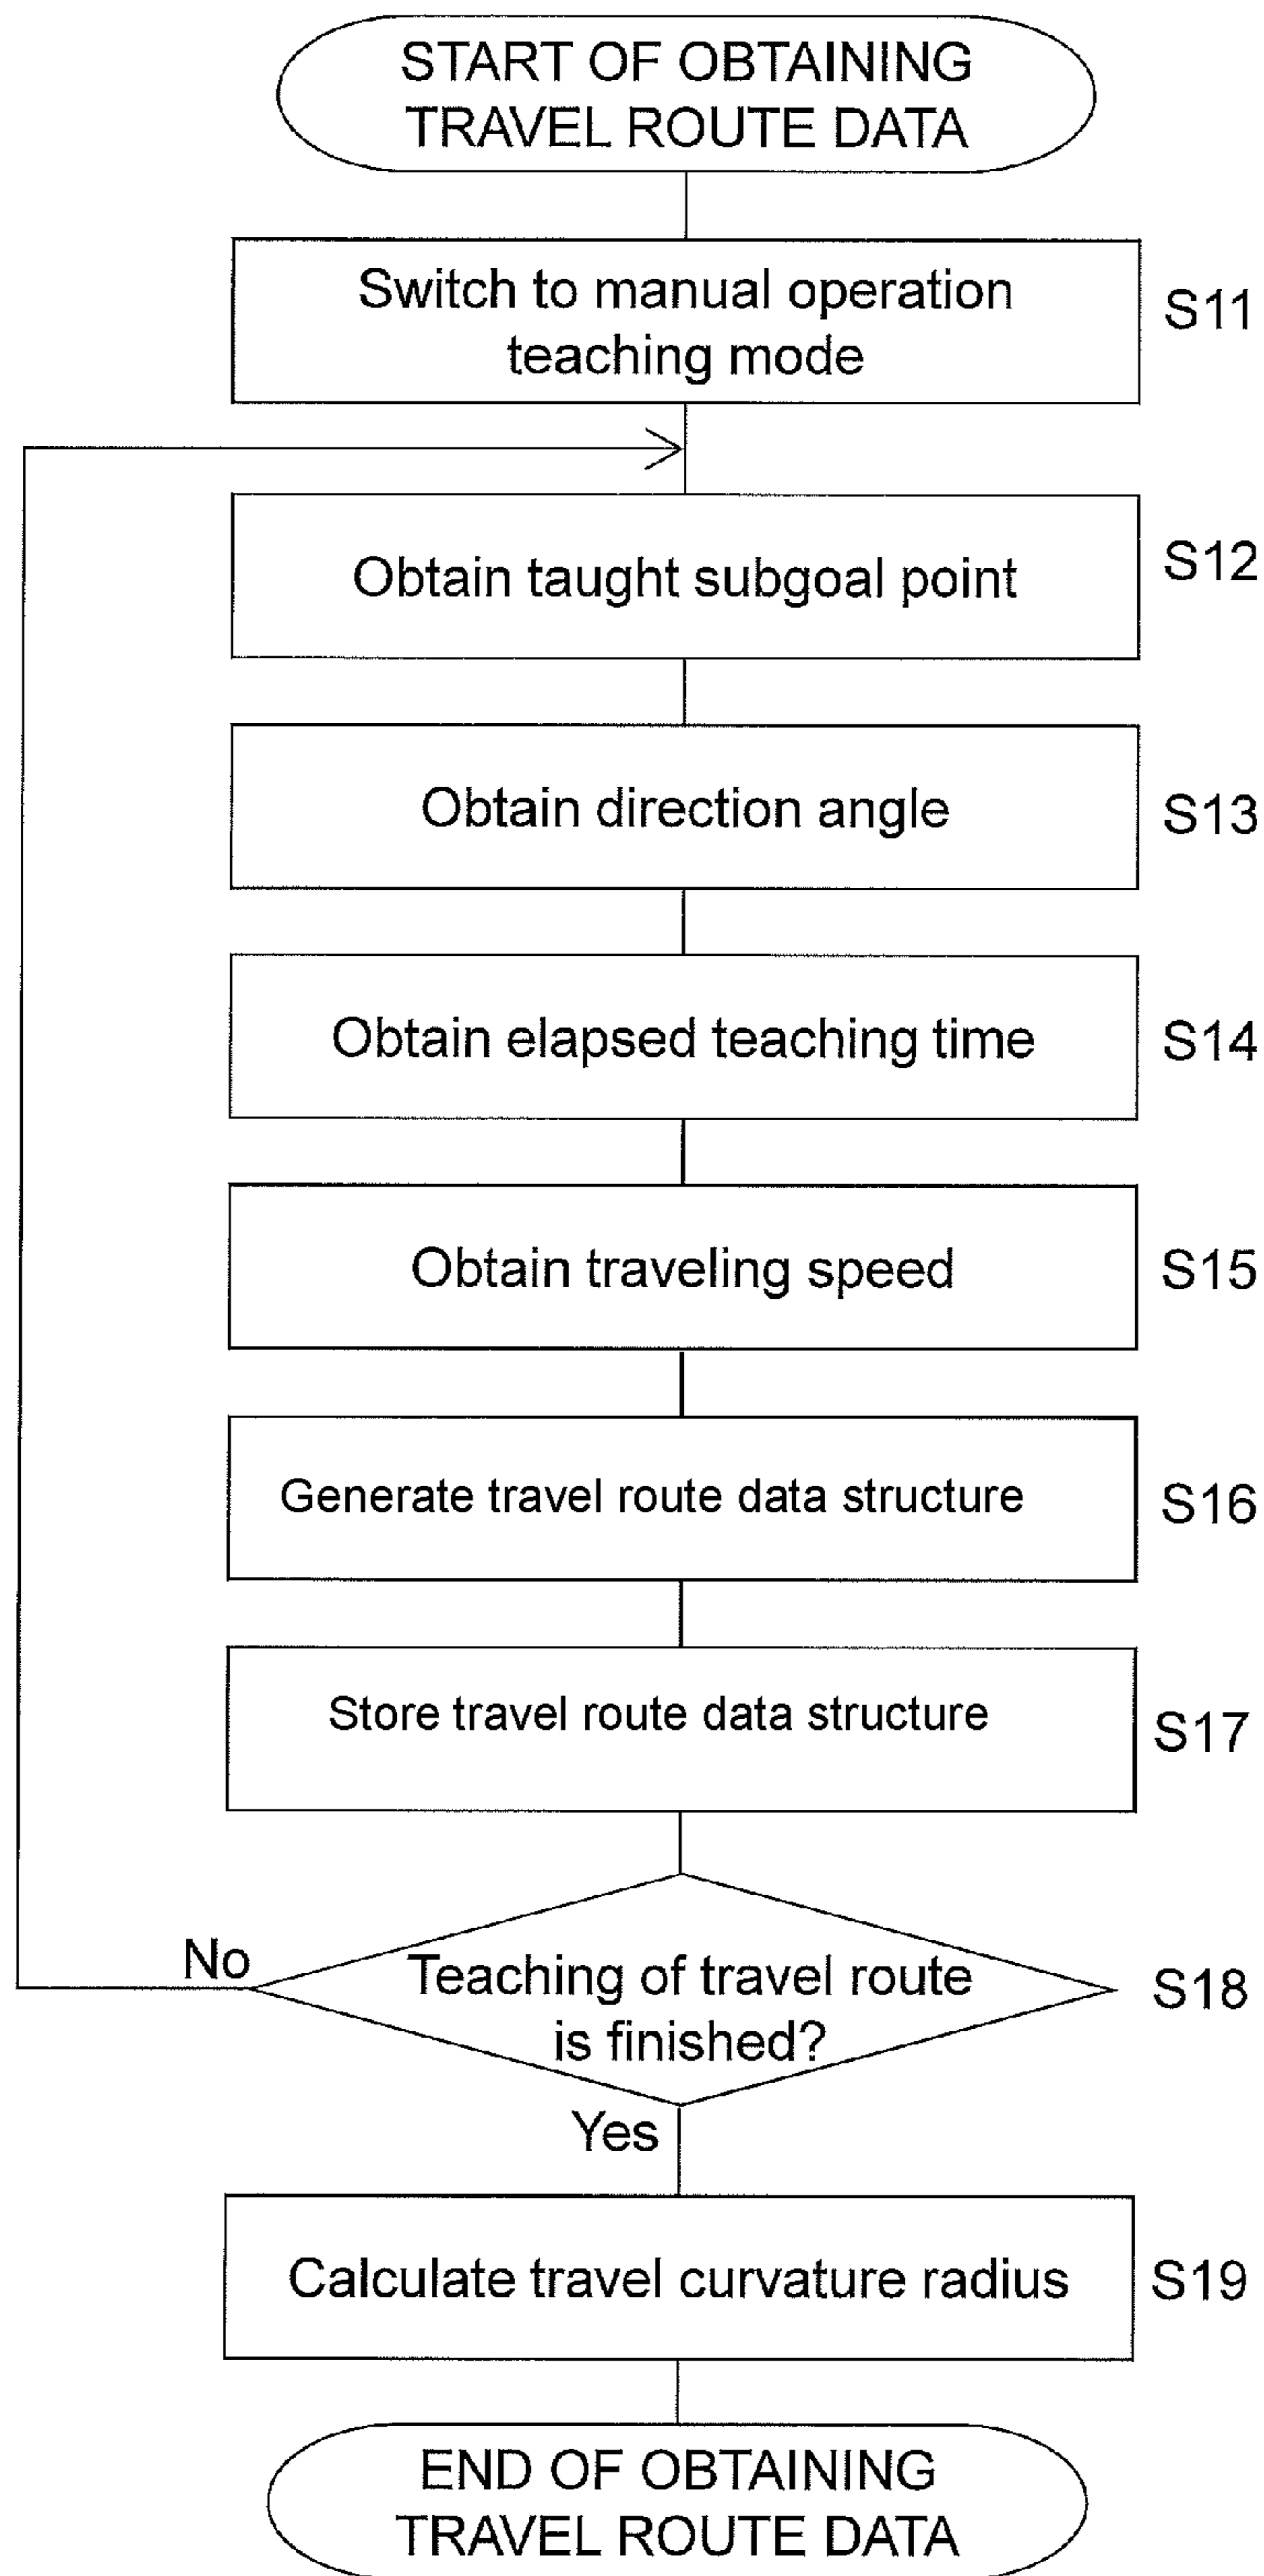 START OF OBTAINING
TRAVEL ROUTE DATA
Switch to manual operation
teaching mode
S11
Obtain taught subgoal point
S12
Obtain direction angle
S13
Obtain elapsed teaching time
S14
Obtain traveling speed
S15
Generate travel route data structure
S16
Store travel route data structure
S17
No
Teaching of travel route
is finished?
S18
Yes
Calculate travel curvature radius
S19
END OF OBTAINING
TRAVEL ROUTE DATA